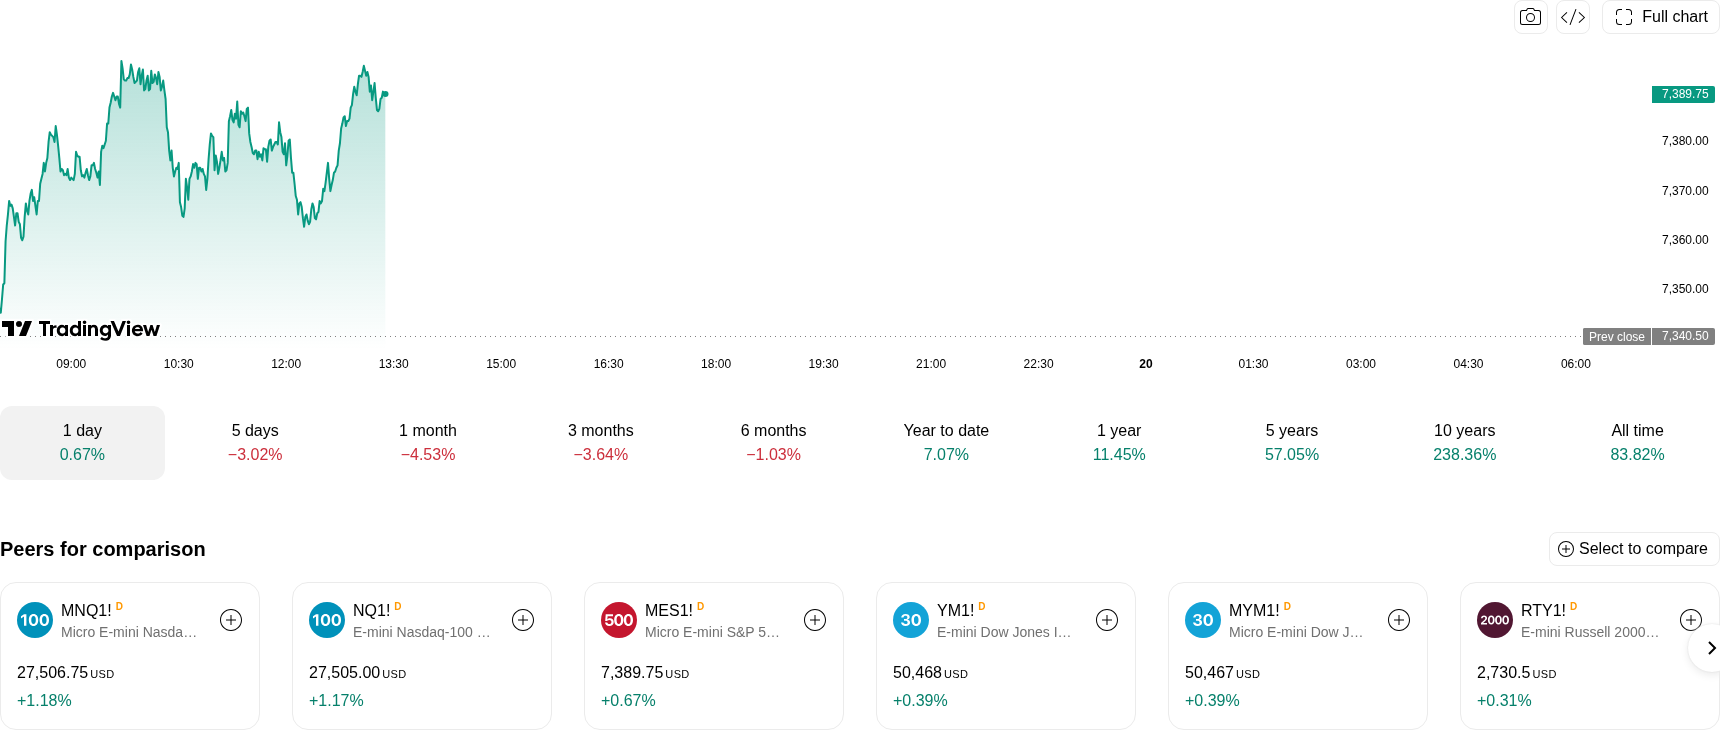 Full chart
7,389.75
7,380.00
7,370.00
7,360.00
7,350.00
TradingView
Prev close 7,340.50
09:00 10:30 12:00 13:30 15:00 16:30 18:00 19:30 21:00 22:30 20 01:30 03:00 04:30 06:00
1 day 5 days 1 month 3 months 6 months Year to date 1 year 5 years 10 years All time
0.67% −3.02% −4.53% −3.64% −1.03% 7.07% 11.45% 57.05% 238.36% 83.82%
Peers for comparison
Select to compare
100 MNQ1! D
Micro E-mini Nasda…
27,506.75 USD
+1.18%
100 NQ1! D
E-mini Nasdaq-100 …
27,505.00 USD
+1.17%
500 MES1! D
Micro E-mini S&P 5…
7,389.75 USD
+0.67%
30 YM1! D
E-mini Dow Jones I…
50,468 USD
+0.39%
30 MYM1! D
Micro E-mini Dow J…
50,467 USD
+0.39%
2000 RTY1! D
E-mini Russell 2000…
2,730.5 USD
+0.31%